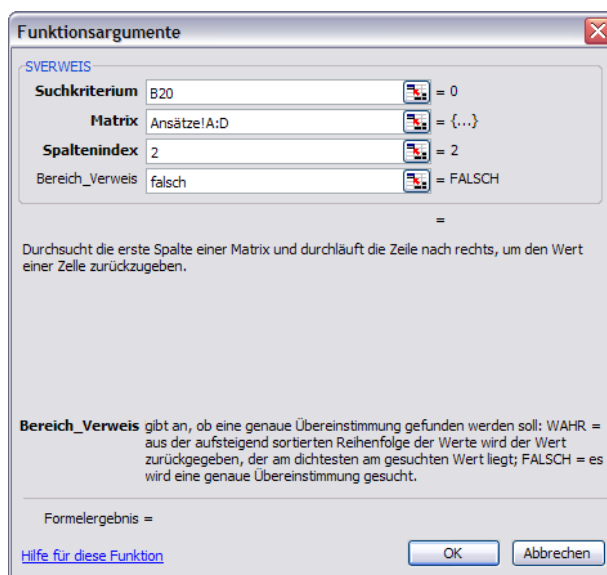 Funktionsargumente
SVERWEIS
Suchkriterium B20 = 0
Matrix Ansätze!A:D = {...}
Spaltenindex 2 = 2
Bereich_Verweis falsch = FALSCH
=
Durchsucht die erste Spalte einer Matrix und durchläuft die Zeile nach rechts, um den Wert
einer Zelle zurückzugeben.
Bereich_Verweis gibt an, ob eine genaue Übereinstimmung gefunden werden soll: WAHR =
aus der aufsteigend sortierten Reihenfolge der Werte wird der Wert
zurückgegeben, der am dichtesten am gesuchten Wert liegt; FALSCH = es
wird eine genaue Übereinstimmung gesucht.
Formelergebnis =
Hilfe für diese Funktion OK Abbrechen